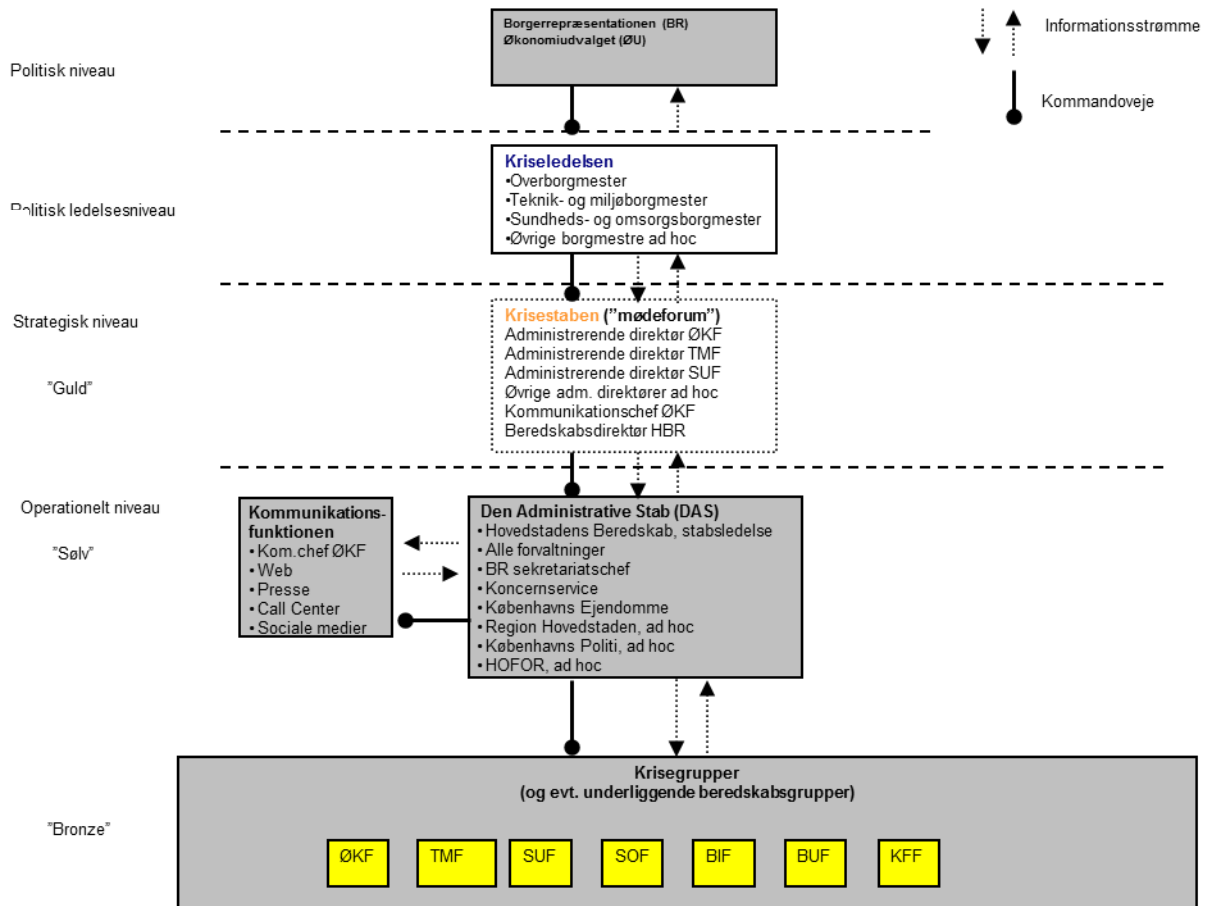 Borgerrepræsentationen (BR)
Økonomiudvalget (ØU)
Informationsstrømme
Kommandoveje
Politisk niveau
Kriseledelsen
•Overborgmester
•Teknik- og miljøborgmester
•Sundheds- og omsorgsborgmester
•Øvrige borgmestre ad hoc
Politisk ledelsesniveau
Strategisk niveau
"Guld"
Krisestaben ("mødeforum")
Administrerende direktør ØKF
Administrerende direktør TMF
Administrerende direktør SUF
Øvrige adm. direktører ad hoc
Kommunikationschef ØKF
Beredskabsdirektør HBR
Operationelt niveau
"Sølv"
Kommunikations-
funktionen
• Kom.chef ØKF
• Web
• Presse
• Call Center
• Sociale medier
Den Administrative Stab (DAS)
• Hovedstadens Beredskab, stabsledelse
• Alle forvaltninger
• BR sekretariatschef
• Koncernservice
• Københavns Ejendomme
• Region Hovedstaden, ad hoc
• Københavns Politi, ad hoc
• HOFOR, ad hoc
Krisegrupper
(og evt. underliggende beredskabsgrupper)
"Bronze"
ØKF TMF SUF SOF BIF BUF KFF